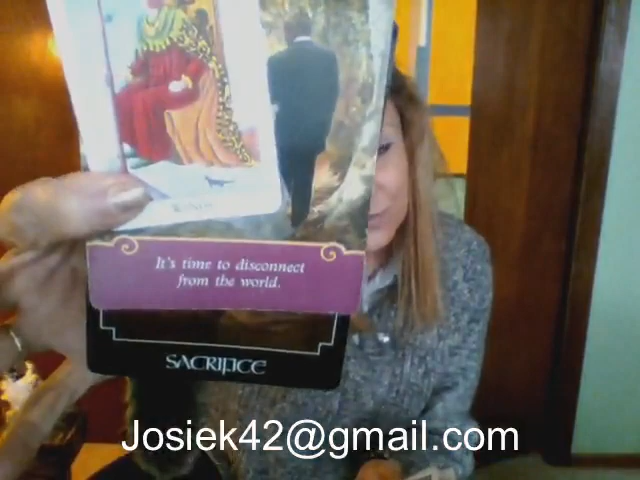 It's time to disconnect
from the world.
SACRIFICE
Josiek42@gmail.com